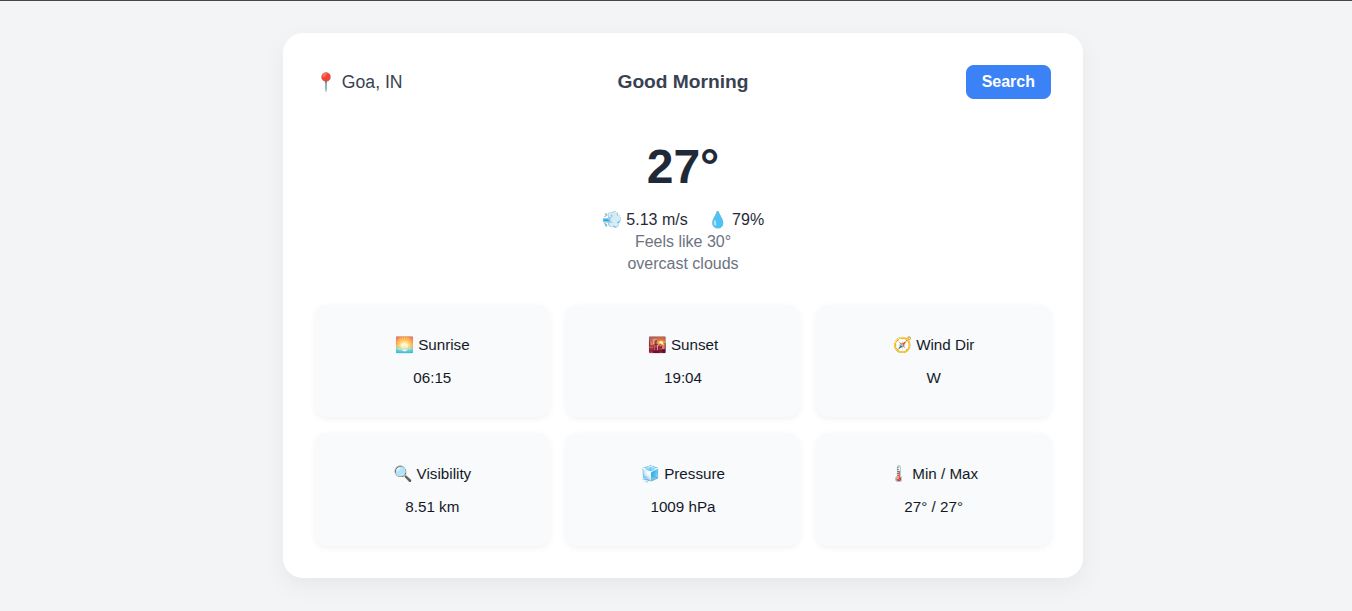 📍 Goa, IN
Good Morning
Search
27°
💨 5.13 m/s 💧 79%
Feels like 30°
overcast clouds
🌅 Sunrise
06:15
🌇 Sunset
19:04
🧭 Wind Dir
W
🔍 Visibility
8.51 km
🧊 Pressure
1009 hPa
🌡️ Min / Max
27° / 27°